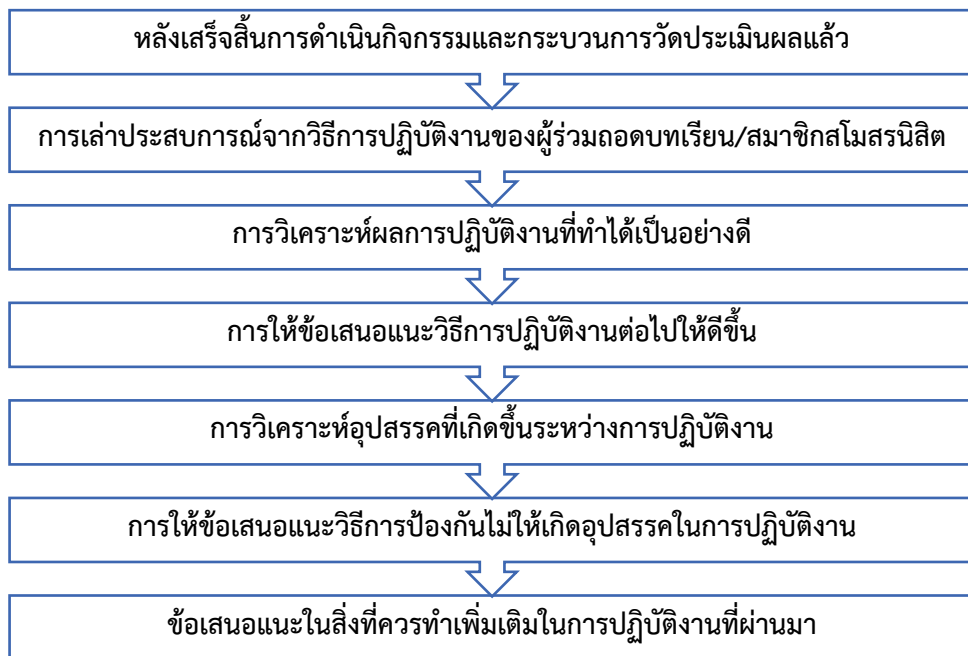 หลังเสร็จสิ้นการดำเนินกิจกรรมและกระบวนการวัดประเมินผลแล้ว
การเล่าประสบการณ์จากวิธีการปฏิบัติงานของผู้ร่วมถอดบทเรียน/สมาชิกสโมสรนิสิต
การวิเคราะห์ผลการปฏิบัติงานที่ทำได้เป็นอย่างดี
การให้ข้อเสนอแนะวิธีการปฏิบัติงานต่อไปให้ดีขึ้น
การวิเคราะห์อุปสรรคที่เกิดขึ้นระหว่างการปฏิบัติงาน
การให้ข้อเสนอแนะวิธีการป้องกันไม่ให้เกิดอุปสรรคในการปฏิบัติงาน
ข้อเสนอแนะในสิ่งที่ควรทำเพิ่มเติมในการปฏิบัติงานที่ผ่านมา